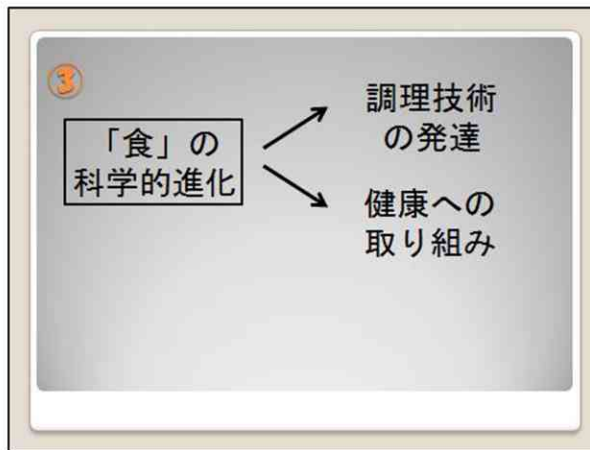 ③
「食」の
科学的進化
調理技術
の発達
健康への
取り組み